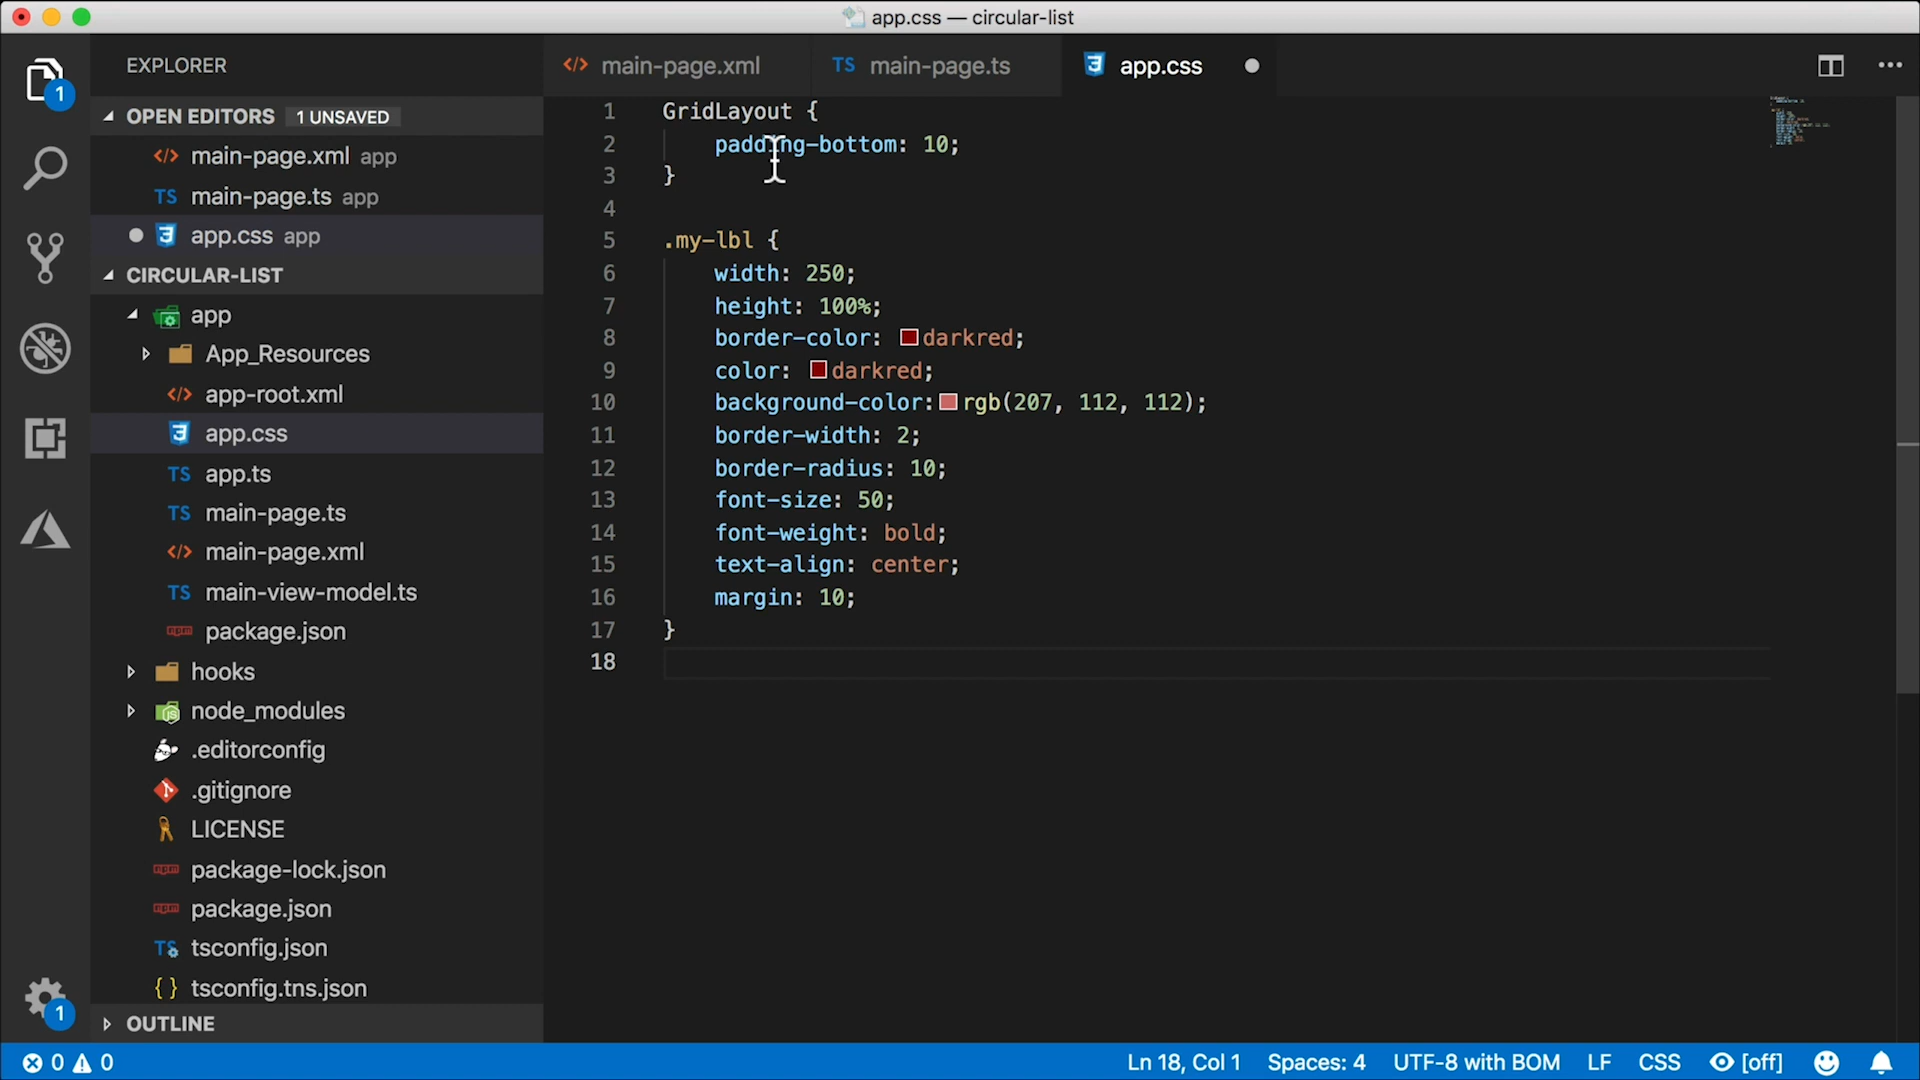 app.css — circular-list
EXPLORER
OPEN EDITORS 1 UNSAVED
main-page.xml app
TS main-page.ts app
app.css app
CIRCULAR-LIST
app
App_Resources
app-root.xml
app.css
TS app.ts
TS main-page.ts
main-page.xml
TS main-view-model.ts
package.json
hooks
node_modules
.editorconfig
.gitignore
LICENSE
package-lock.json
package.json
tsconfig.json
{ } tsconfig.tns.json
OUTLINE
1
1
</> main-page.xml
TS main-page.ts
app.css
1 GridLayout {
2 padding-bottom: 10;
3 }
4
5 .my-lbl {
6 width: 250;
7 height: 100%;
8 border-color: darkred;
9 color: darkred;
10 background-color: rgb(207, 112, 112);
11 border-width: 2;
12 border-radius: 10;
13 font-size: 50;
14 font-weight: bold;
15 text-align: center;
16 margin: 10;
17 }
18
0 0
Ln 18, Col 1 Spaces: 4 UTF-8 with BOM LF CSS [off]